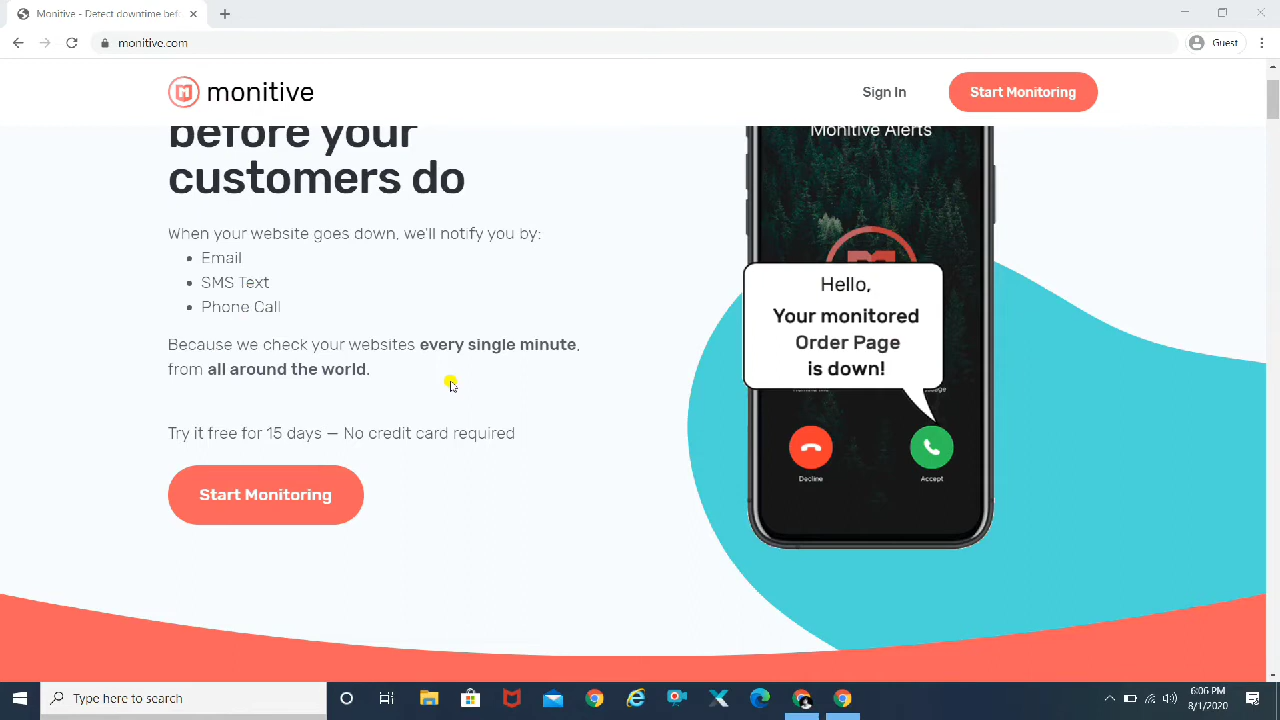 Monitive - Detect downtime bef
monitive.com
Guest
monitive
Sign In
Start Monitoring
before your
customers do
When your website goes down, we'll notify you by:
Email
SMS Text
Phone Call
Because we check your websites every single minute,
from all around the world.
Try it free for 15 days — No credit card required
Start Monitoring
Monitive Alerts
Hello,
Your monitored
Order Page
is down!
Decline
Accept
Type here to search
6:06 PM
8/1/2020